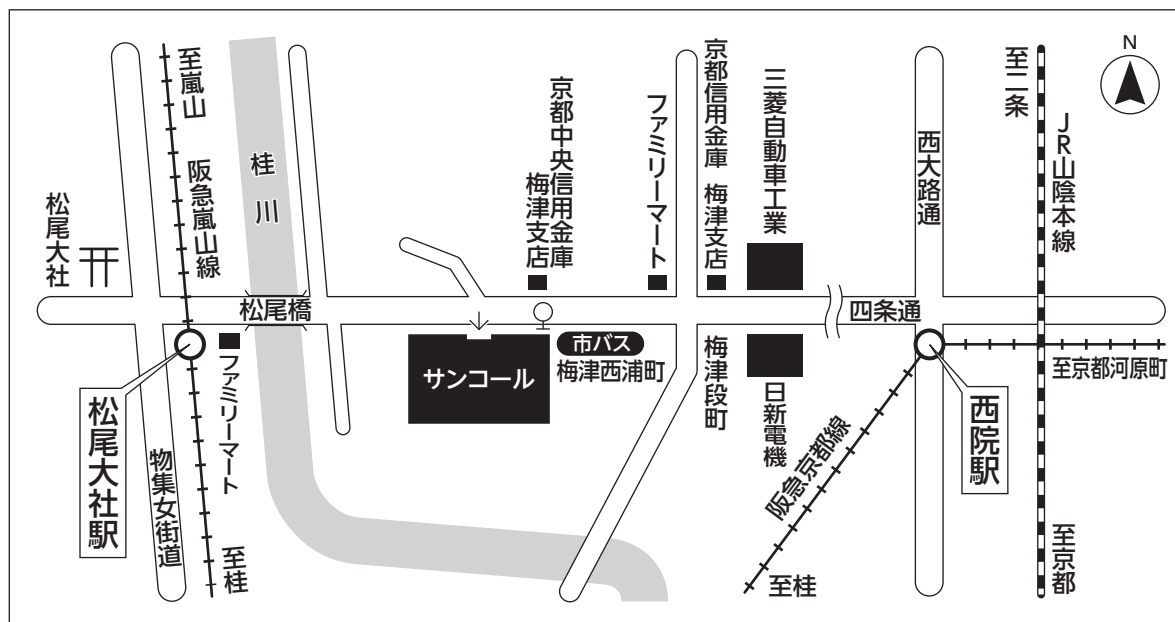 至嵐山
阪急嵐山線
桂川
松尾大社
京都中央信用金庫
梅津支店
ファミリーマート
京都信用金庫 梅津支店
三菱自動車工業
西大路通
至二条
JR山陰本線
N
松尾橋
四条通
ファミリーマート
サンコール
市バス
梅津西浦町
梅津段町
日新電機
至京都河原町
松尾大社駅
物集女街道
至桂
阪急京都線
至桂
西院駅
至京都